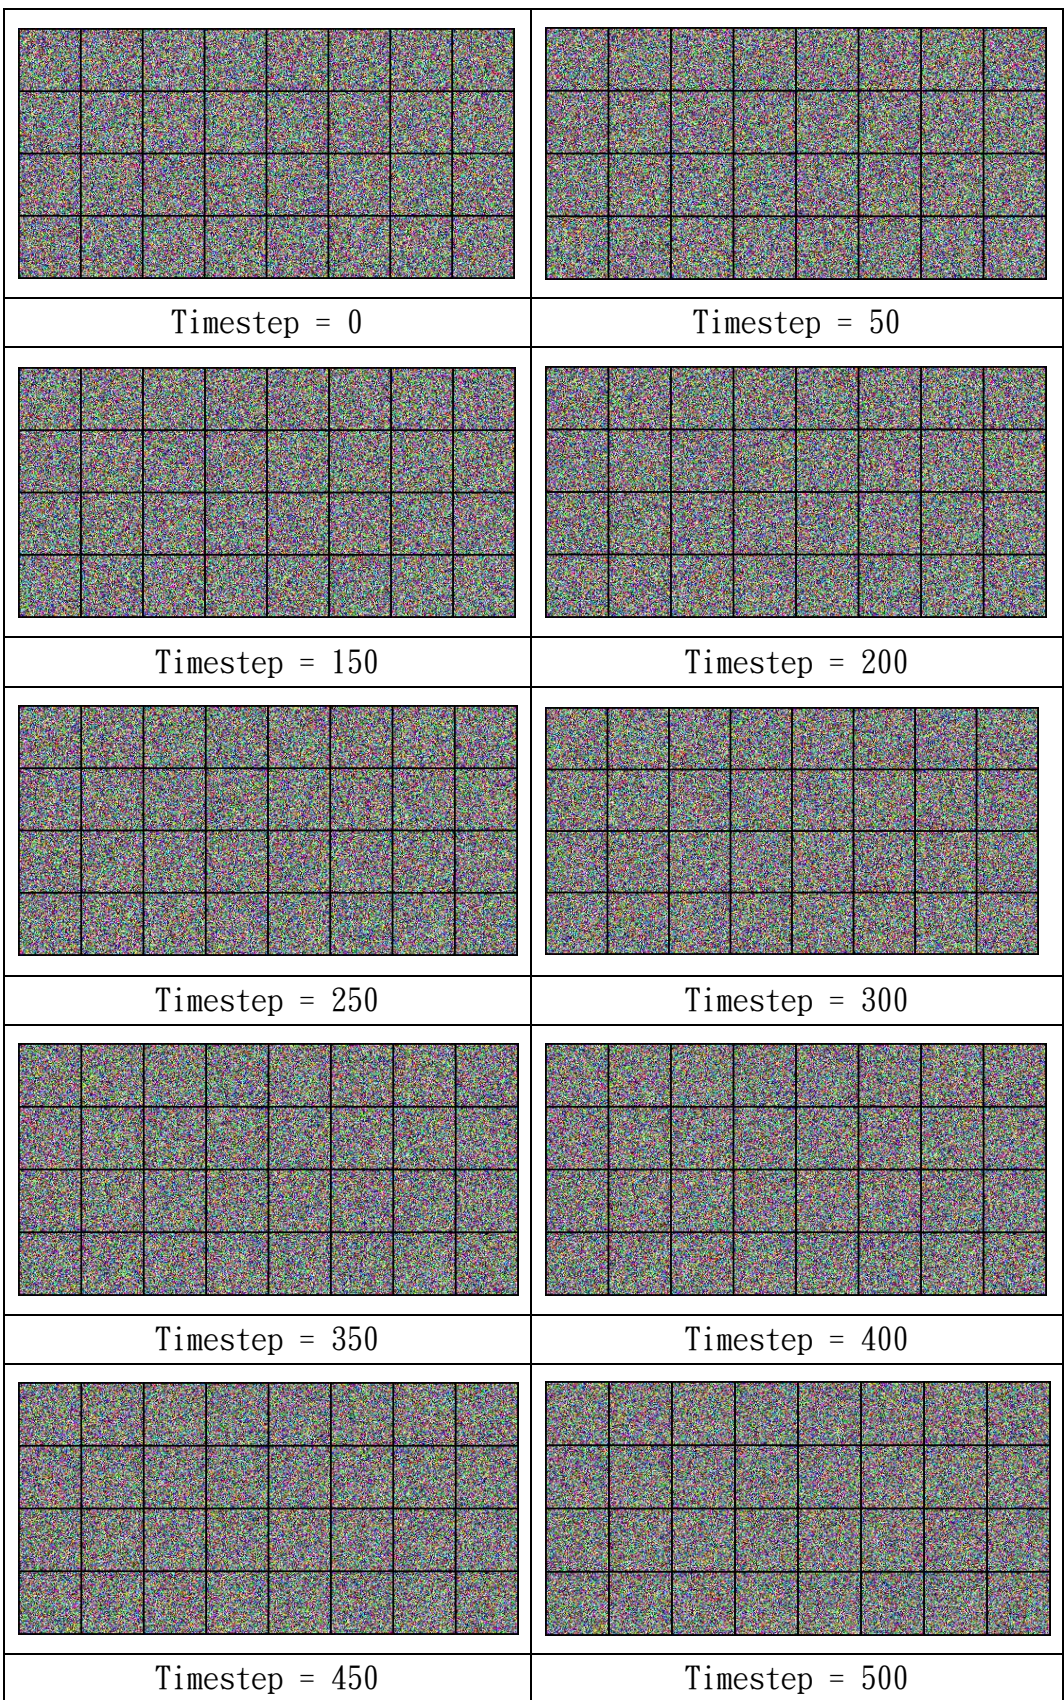 Timestep = 0
Timestep = 50
Timestep = 150
Timestep = 200
Timestep = 250
Timestep = 300
Timestep = 350
Timestep = 400
Timestep = 450
Timestep = 500